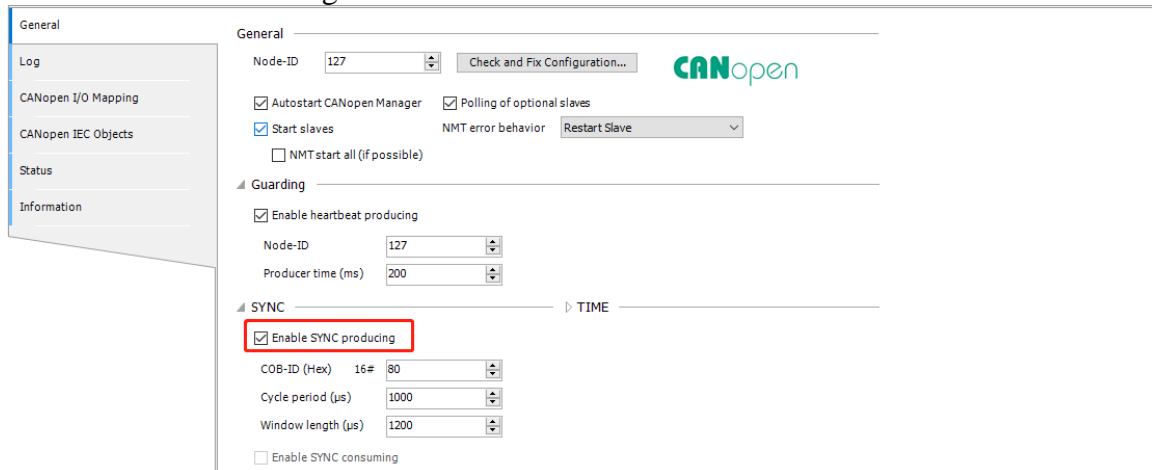 General
Log
CANopen I/O Mapping
CANopen IEC Objects
Status
Information
General
Node-ID 127 Check and Fix Configuration... CANopen
Autostart CANopen Manager Polling of optional slaves
Start slaves NMT error behavior Restart Slave
NMT start all (if possible)
Guarding
Enable heartbeat producing
Node-ID 127
Producer time (ms) 200
SYNC TIME
Enable SYNC producing
COB-ID (Hex) 16# 80
Cycle period (µs) 1000
Window length (µs) 1200
Enable SYNC consuming